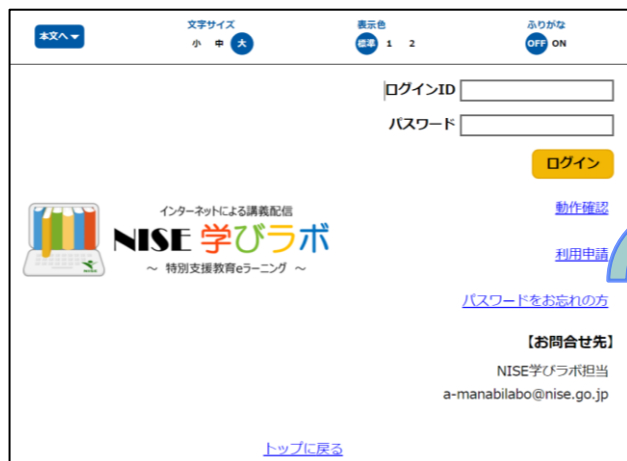 本文へ
文字サイズ
小 中 大
表示色
標準 1 2
ふりがな
OFF ON
ログインID
パスワード
ログイン
インターネットによる講義配信
NISE 学びラボ
～ 特別支援教育eラーニング ～
動作確認
利用申請
パスワードをお忘れの方
【お問合せ先】
NISE学びラボ担当
a-manabilabo@nise.go.jp
トップに戻る